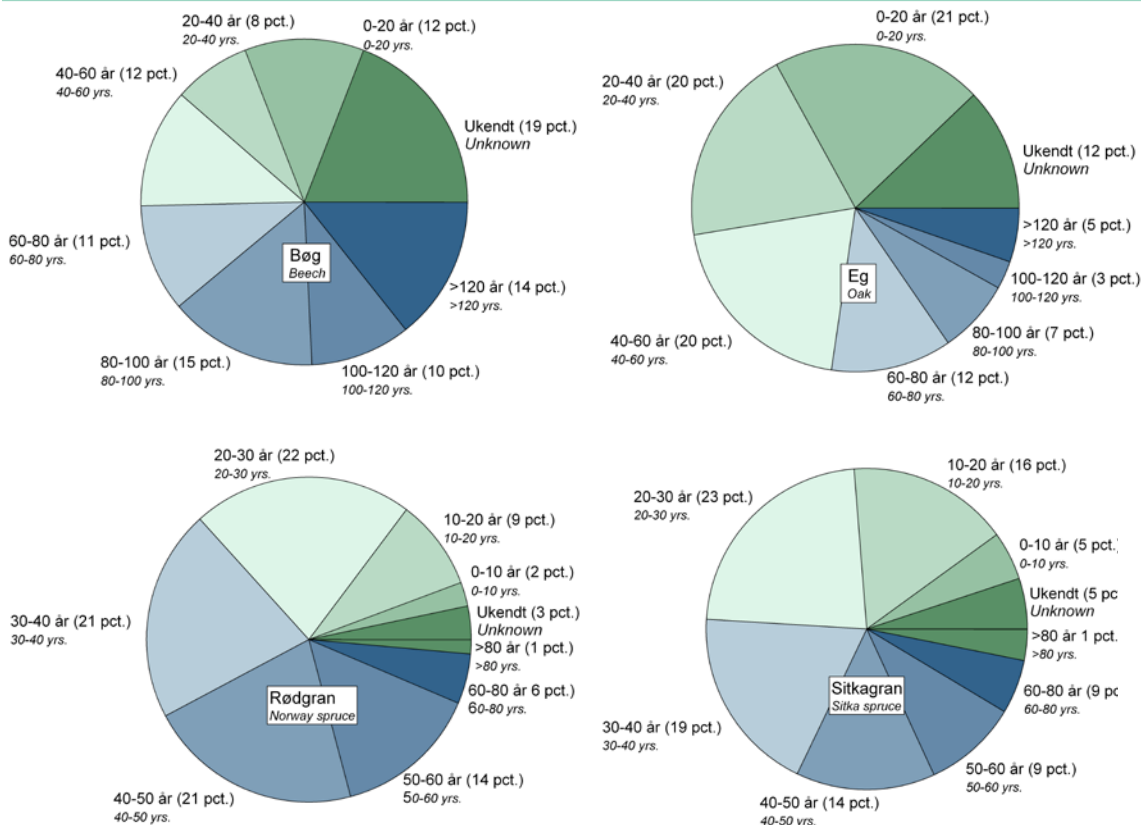 20-40 år (8 pct.)
20-40 yrs.
0-20 år (12 pct.)
0-20 yrs.
40-60 år (12 pct.)
40-60 yrs.
Ukendt (19 pct.)
Unknown
60-80 år (11 pct.)
60-80 yrs.
Bøg
Beech
>120 år (14 pct.)
>120 yrs.
80-100 år (15 pct.)
80-100 yrs.
100-120 år (10 pct.)
100-120 yrs.
0-20 år (21 pct.)
0-20 yrs.
20-40 år (20 pct.)
20-40 yrs.
Ukendt (12 pct.)
Unknown
>120 år (5 pct.)
>120 yrs.
Eg
Oak
100-120 år (3 pct.)
100-120 yrs.
80-100 år (7 pct.)
80-100 yrs.
40-60 år (20 pct.)
40-60 yrs.
60-80 år (12 pct.)
60-80 yrs.
20-30 år (22 pct.)
20-30 yrs.
10-20 år (9 pct.)
10-20 yrs.
0-10 år (2 pct.)
0-10 yrs.
Ukendt (3 pct.)
Unknown
30-40 år (21 pct.)
30-40 yrs.
>80 år (1 pct.)
>80 yrs.
Rødgran
Norway spruce
60-80 år 6 pct.)
60-80 yrs.
50-60 år (14 pct.)
50-60 yrs.
40-50 år (21 pct.)
40-50 yrs.
10-20 år (16 pct.)
10-20 yrs.
20-30 år (23 pct.)
20-30 yrs.
0-10 år (5 pct.)
0-10 yrs.
Ukendt (5 pc
Unknown
>80 år 1 pct.
>80 yrs.
Sitkagran
Sitka spruce
60-80 år (9 pc
60-80 yrs.
30-40 år (19 pct.)
30-40 yrs.
50-60 år (9 pct.)
50-60 yrs.
40-50 år (14 pct.)
40-50 yrs.